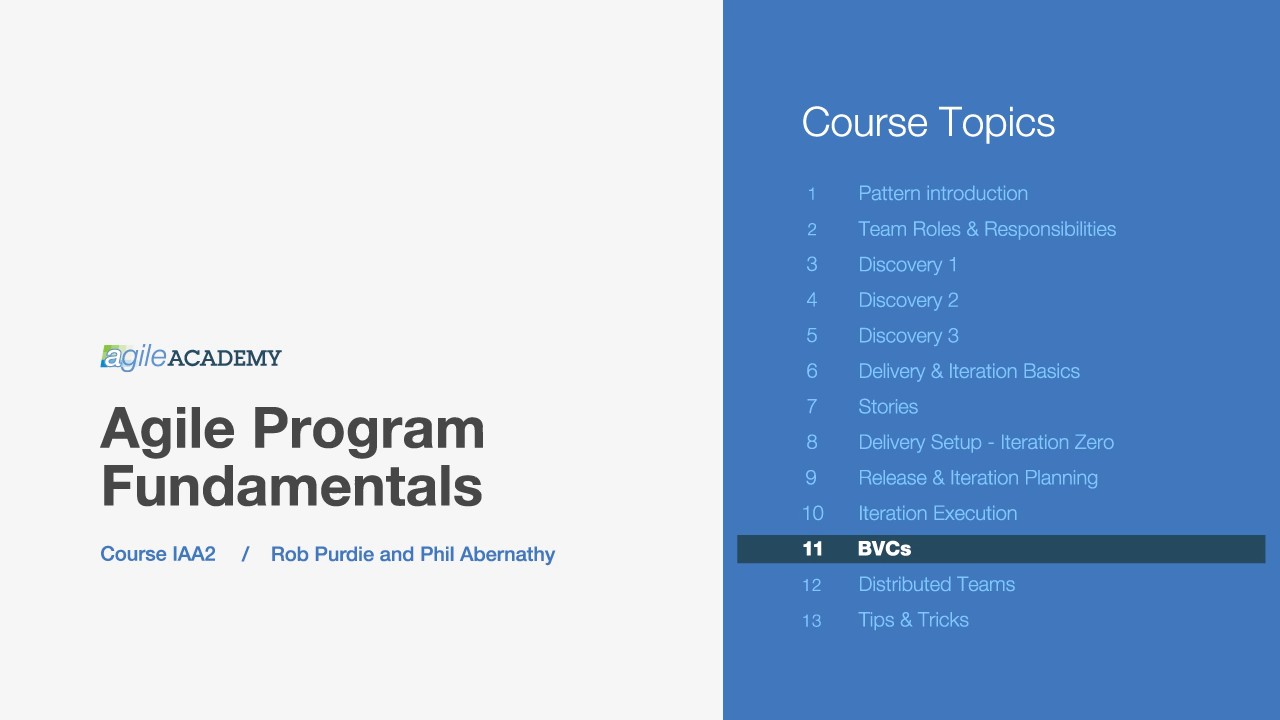 agileACADEMY
Agile Program
Fundamentals
Course IAA2 / Rob Purdie and Phil Abernathy
Course Topics
1 Pattern introduction
2 Team Roles & Responsibilities
3 Discovery 1
4 Discovery 2
5 Discovery 3
6 Delivery & Iteration Basics
7 Stories
8 Delivery Setup - Iteration Zero
9 Release & Iteration Planning
10 Iteration Execution
11 BVCs
12 Distributed Teams
13 Tips & Tricks